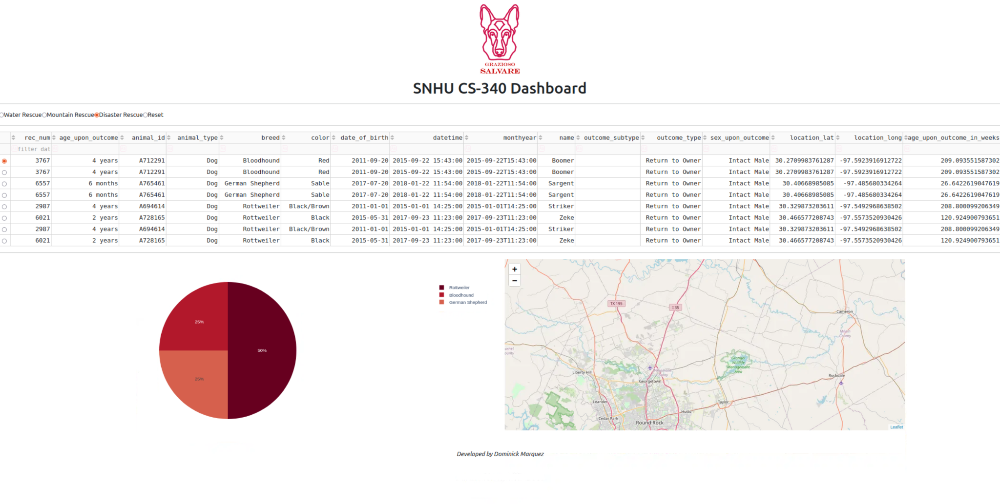 GRAZIOSO
SALVARE
SNHU CS-340 Dashboard
Water Rescue Mountain Rescue Disaster Rescue Reset
rec_num age_upon_outcome animal_id animal_type breed color date_of_birth datetime monthyear name outcome_subtype outcome_type sex_upon_outcome location_lat location_long age_upon_outcome_in_weeks
filter dat
3767 4 years A712291 Dog Bloodhound Red 2011-09-20 2015-09-22 15:43:00 2015-09-22T15:43:00 Boomer Return to Owner Intact Male 30.2709983761287 -97.5923916912722 209.093551587302
3767 4 years A712291 Dog Bloodhound Red 2011-09-20 2015-09-22 15:43:00 2015-09-22T15:43:00 Boomer Return to Owner Intact Male 30.2709983761287 -97.5923916912722 209.093551587302
6557 6 months A765461 Dog German Shepherd Sable 2017-07-20 2018-01-22 11:54:00 2018-01-22T11:54:00 Sargent Return to Owner Intact Male 30.40668985085 -97.485680334264 26.6422619047619
6557 6 months A765461 Dog German Shepherd Sable 2017-07-20 2018-01-22 11:54:00 2018-01-22T11:54:00 Sargent Return to Owner Intact Male 30.40668985085 -97.485680334264 26.6422619047619
2987 4 years A694614 Dog Rottweiler Black/Brown 2011-01-01 2015-01-01 14:25:00 2015-01-01T14:25:00 Striker Return to Owner Intact Male 30.329873203611 -97.5492968638502 208.800099206349
6021 2 years A728165 Dog Rottweiler Black 2015-05-31 2017-09-23 11:23:00 2017-09-23T11:23:00 Zeke Return to Owner Intact Male 30.466577208743 -97.5573520930426 120.924900793651
2987 4 years A694614 Dog Rottweiler Black/Brown 2011-01-01 2015-01-01 14:25:00 2015-01-01T14:25:00 Striker Return to Owner Intact Male 30.329873203611 -97.5492968638502 208.800099206349
6021 2 years A728165 Dog Rottweiler Black 2015-05-31 2017-09-23 11:23:00 2017-09-23T11:23:00 Zeke Return to Owner Intact Male 30.466577208743 -97.5573520930426 120.924900793651
Rottweiler
Bloodhound
German Shepherd
25%
50%
25%
+
−
TX 195
I 35
Cameron
Milam
County
urnet
ounty
Granger
Wildlife
Management
Area
Liberty Hill
Williamson
County
Georgetown
Rockdale
Leander
Taylor
Hutto
Cedar Park
Round Rock
Leaflet
Developed by Dominick Marquez